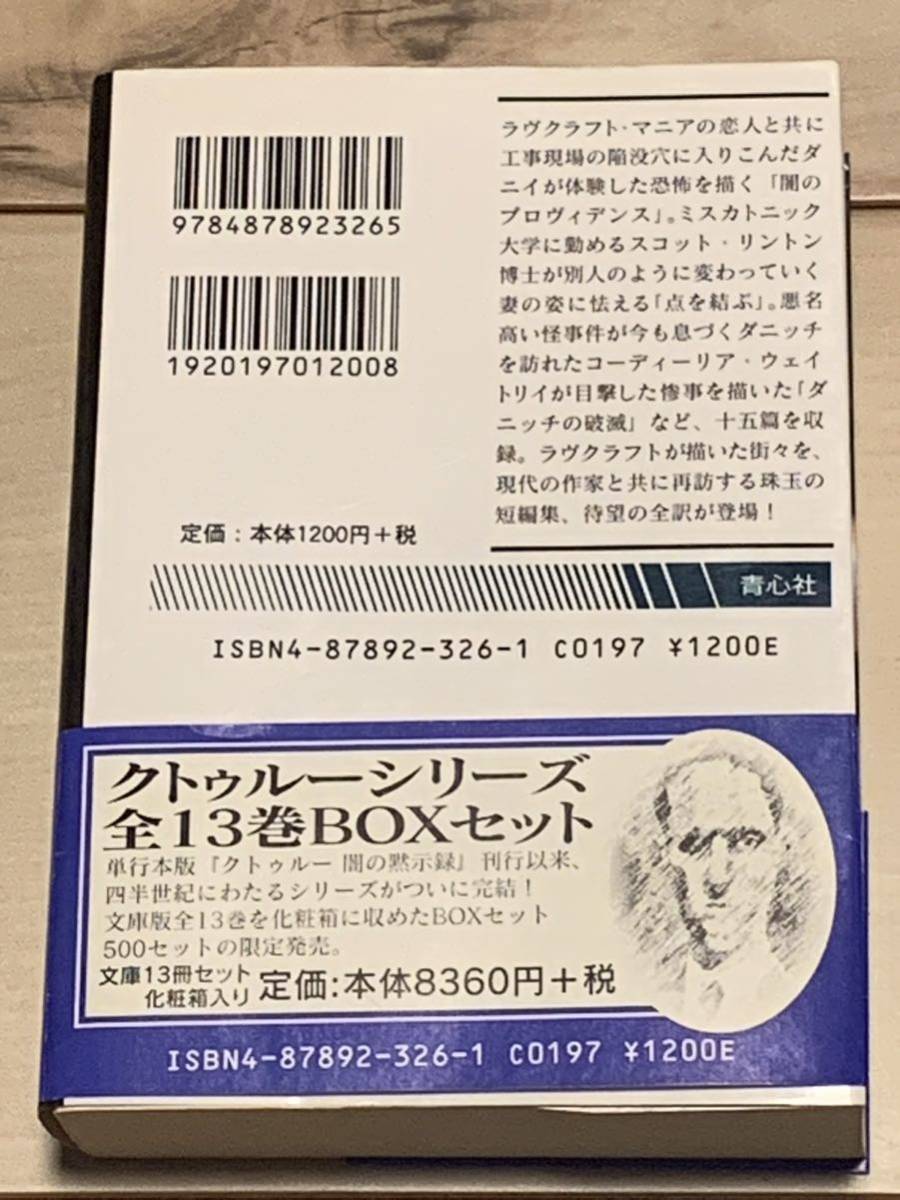 9784878923265
1920197012008
定価：本体1200円＋税
ラヴクラフト・マニアの恋人と共に
工事現場の陥没穴に入りこんだダ
ニイが体験した恐怖を描く「闇の
プロヴィデンス」。ミスカトニック
大学に勤めるスコット・リントン
博士が別人のように変わっていく
妻の姿に怯える「点を結ぶ」。悪名
高い怪事件が今も息づくダニッチ
を訪れたコーディーリア・ウェイ
トリイが目撃した惨事を描いた「ダ
ニッチの破滅」など、十五篇を収
録。ラヴクラフトが描いた街々を、
現代の作家と共に再訪する珠玉の
短編集、待望の全訳が登場！
青心社
ISBN4-87892-326-1 C0197 ¥1200E
クトゥルーシリーズ
全13巻BOXセット
単行本版『クトゥルー 闇の黙示録』刊行以来、
四半世紀にわたるシリーズがついに完結！
文庫版全13巻を化粧箱に収めたBOXセット
500セットの限定発売。
文庫13冊セット
化粧箱入り 定価:本体8360円＋税
ISBN4-87892-326-1 C0197 ¥1200E